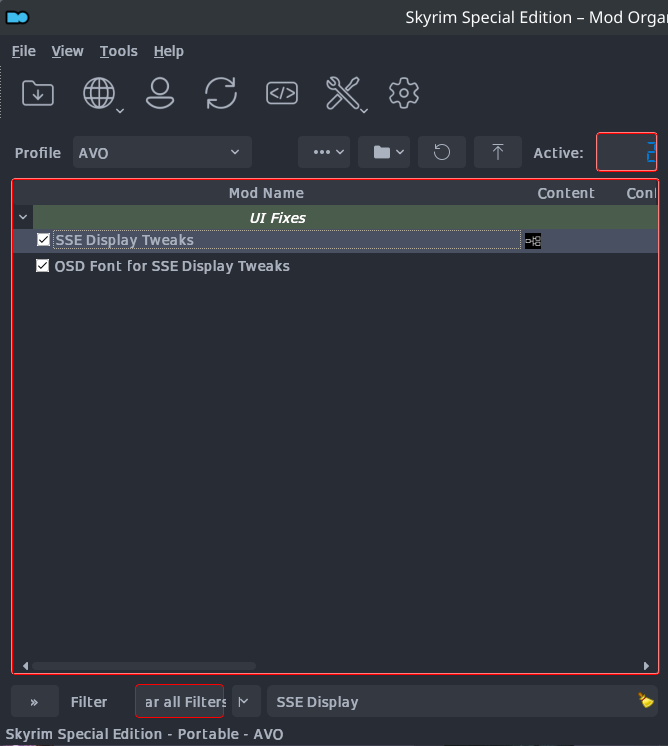 Skyrim Special Edition – Mod Orga
File View Tools Help
Profile AVO Active: 2
Mod Name Content Con
UI Fixes
SSE Display Tweaks
OSD Font for SSE Display Tweaks
» Filter ar all Filters SSE Display
Skyrim Special Edition - Portable - AVO